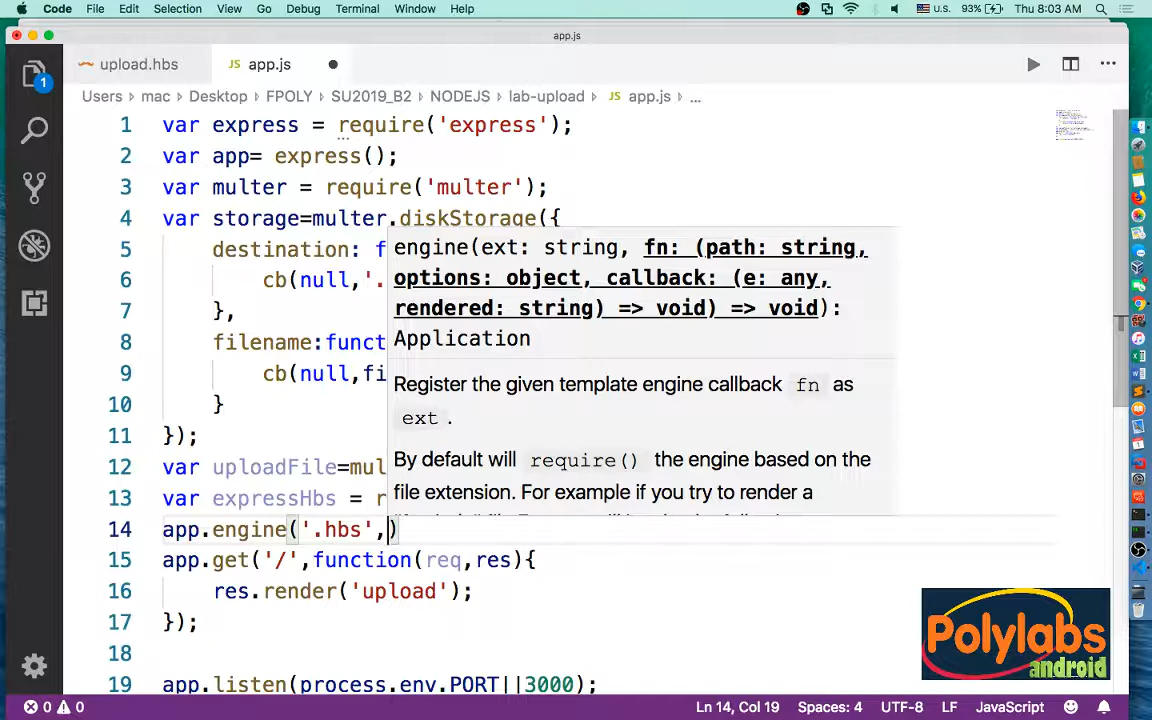 Code File Edit Selection View Go Debug Terminal Window Help U.S. 93% Thu 8:03 AM
app.js
upload.hbs JS app.js
Users › mac › Desktop › FPOLY › SU2019_B2 › NODEJS › lab-upload › JS app.js › ...
1
1 var express = require('express');
2 var app= express();
3 var multer = require('multer');
4 var storage=multer.diskStorage({
5 destination: f
6 cb(null,'.
7 },
8 filename:funct
9 cb(null,fi
10 }
11 });
12 var uploadFile=mul
13 var expressHbs = r
14 app.engine('.hbs',)
15 app.get('/',function(req,res){
16 res.render('upload');
17 });
18
19 app.listen(process.env.PORT||3000);
engine(ext: string, fn: (path: string,
options: object, callback: (e: any,
rendered: string) => void) => void):
Application
Register the given template engine callback fn as
ext .
By default will require() the engine based on the
file extension. For example if you try to render a
Polylabs
android
0 0 Ln 14, Col 19 Spaces: 4 UTF-8 LF JavaScript